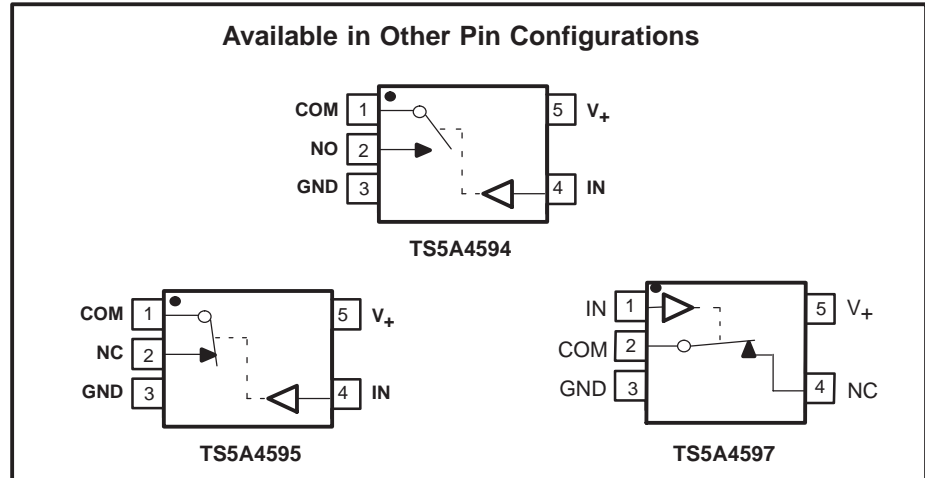 Available in Other Pin Configurations
COM 1 5 V+
NO 2
GND 3 4 IN
TS5A4594
COM 1 5 V+
NC 2
GND 3 4 IN
TS5A4595
IN 1 5 V+
COM 2
GND 3 4 NC
TS5A4597